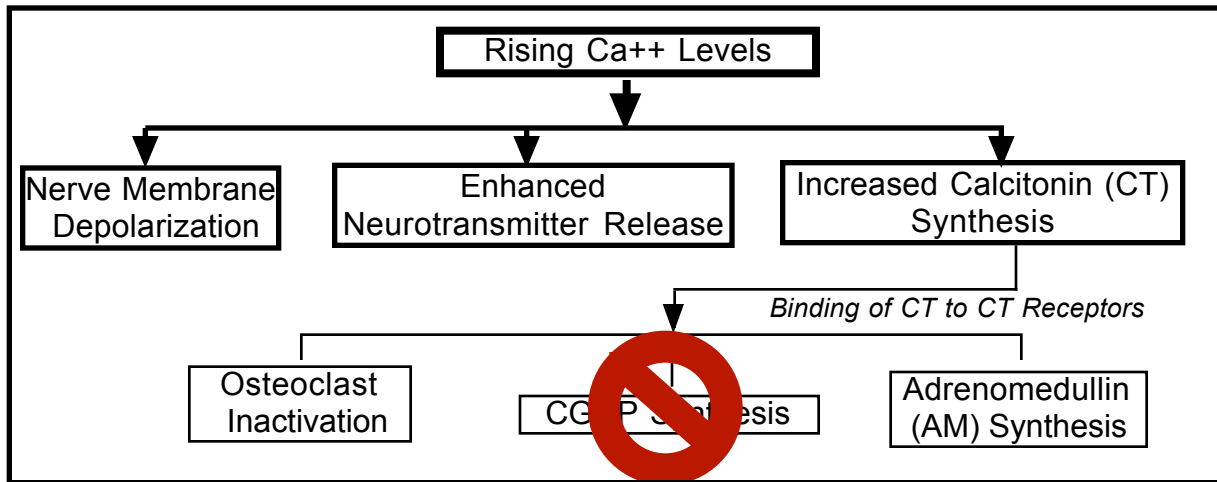 Rising Ca++ Levels
Nerve Membrane
Depolarization
Enhanced
Neurotransmitter Release
Increased Calcitonin (CT)
Synthesis
Binding of CT to CT Receptors
Osteoclast
Inactivation
Adrenomedullin
(AM) Synthesis